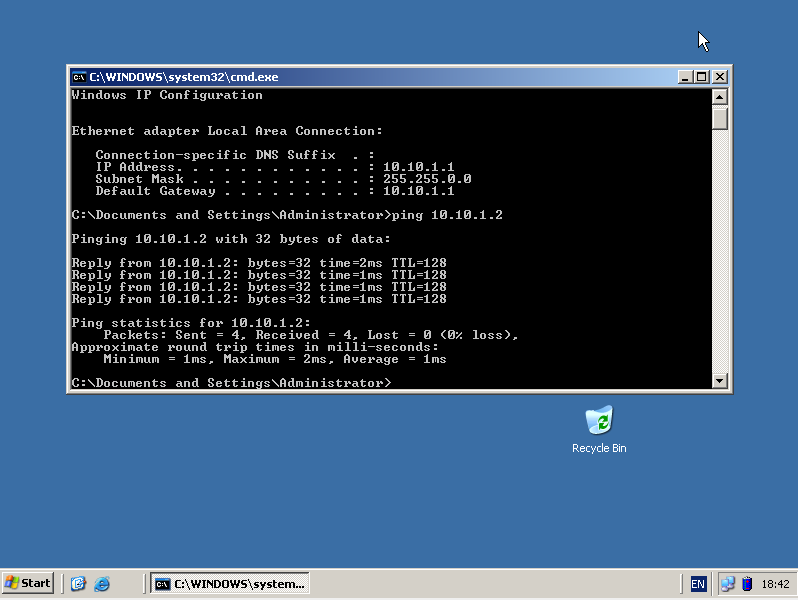 C:\WINDOWS\system32\cmd.exe
Windows IP Configuration
Ethernet adapter Local Area Connection:
Connection-specific DNS Suffix  . :
IP Address. . . . . . . . . . . . : 10.10.1.1
Subnet Mask . . . . . . . . . . . : 255.255.0.0
Default Gateway . . . . . . . . . : 10.10.1.1
C:\Documents and Settings\Administrator>ping 10.10.1.2
Pinging 10.10.1.2 with 32 bytes of data:
Reply from 10.10.1.2: bytes=32 time=2ms TTL=128
Reply from 10.10.1.2: bytes=32 time=1ms TTL=128
Reply from 10.10.1.2: bytes=32 time=1ms TTL=128
Reply from 10.10.1.2: bytes=32 time=1ms TTL=128
Ping statistics for 10.10.1.2:
Packets: Sent = 4, Received = 4, Lost = 0 (0% loss),
Approximate round trip times in milli-seconds:
Minimum = 1ms, Maximum = 2ms, Average = 1ms
C:\Documents and Settings\Administrator>
Recycle Bin
Start C:\WINDOWS\system... EN 18:42